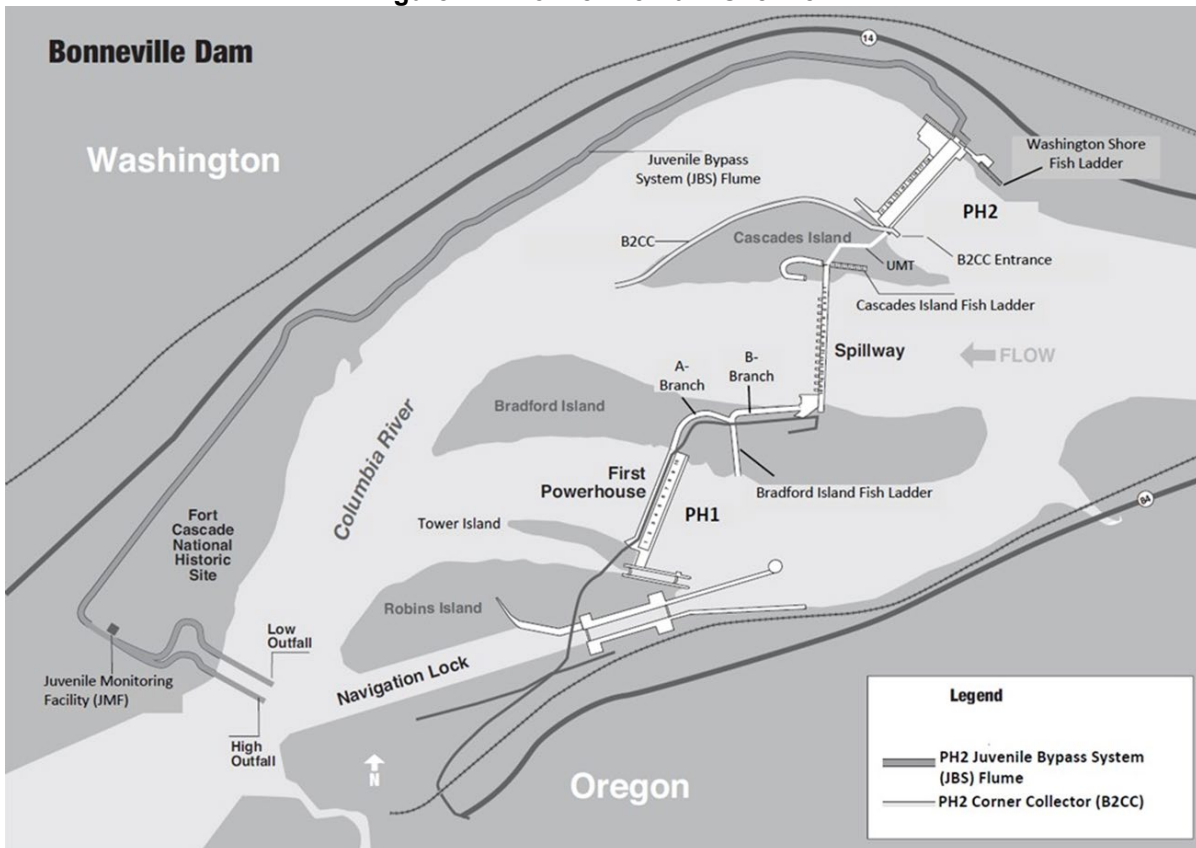 Bonneville Dam
14
Washington
Juvenile Bypass
System (JBS) Flume
Washington Shore
Fish Ladder
PH2
B2CC
Cascades Island
UMT
B2CC Entrance
Cascades Island Fish Ladder
Spillway
FLOW
A-
Branch
B-
Branch
Bradford Island
Columbia River
First
Powerhouse
Bradford Island Fish Ladder
PH1
84
Tower Island
Fort
Cascade
National
Historic
Site
Robins Island
Low
Outfall
Navigation Lock
Juvenile Monitoring
Facility (JMF)
High
Outfall
N
Oregon
Legend
PH2 Juvenile Bypass System
(JBS) Flume
PH2 Corner Collector (B2CC)